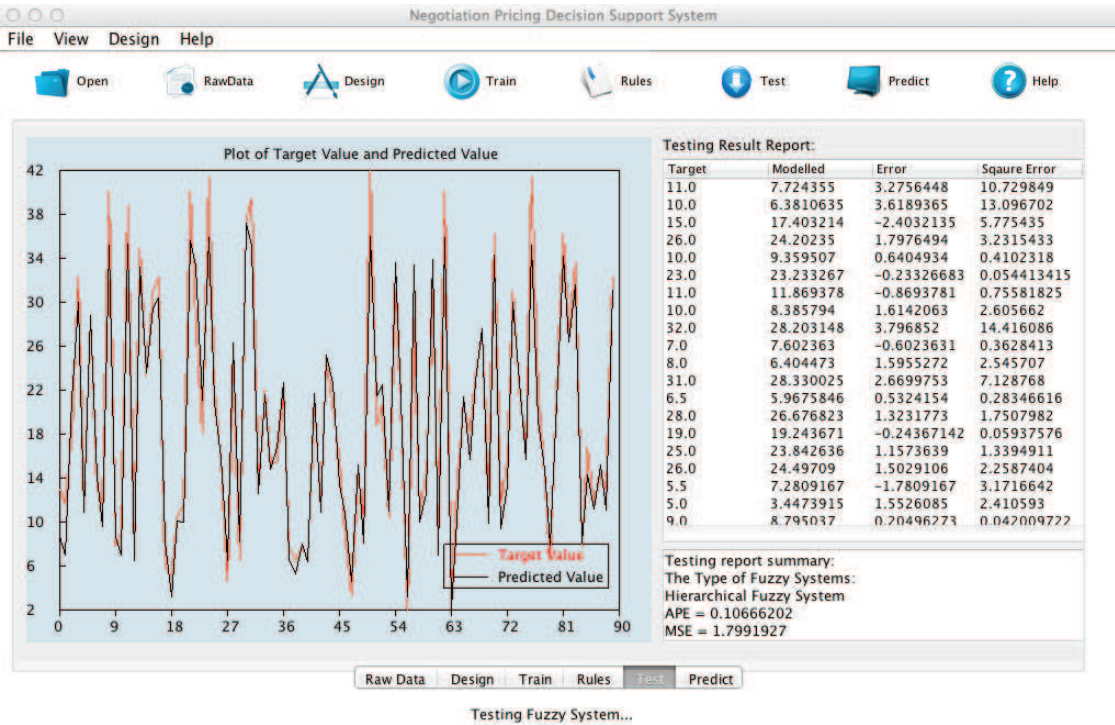 Negotiation Pricing Decision Support System
File View Design Help
Open RawData Design Train Rules Test Predict ? Help
Plot of Target Value and Predicted Value
42
38
34
30
26
22
18
14
10
6
2
0 9 18 27 36 45 54 63 72 81 90
Target Value
Predicted Value
Testing Result Report:
Target Modelled Error Sqaure Error
11.0 7.724355 3.2756448 10.729849
10.0 6.3810635 3.6189365 13.096702
15.0 17.403214 -2.4032135 5.775435
26.0 24.20235 1.7976494 3.2315433
10.0 9.359507 0.6404934 0.4102318
23.0 23.233267 -0.23326683 0.054413415
11.0 11.869378 -0.8693781 0.75581825
10.0 8.385794 1.6142063 2.605662
32.0 28.203148 3.796852 14.416086
7.0 7.602363 -0.6023631 0.3628413
8.0 6.404473 1.5955272 2.545707
31.0 28.330025 2.6699753 7.128768
6.5 5.9675846 0.5324154 0.28346616
28.0 26.676823 1.3231773 1.7507982
19.0 19.243671 -0.24367142 0.05937576
25.0 23.842636 1.1573639 1.3394911
26.0 24.49709 1.5029106 2.2587404
5.5 7.2809167 -1.7809167 3.1716642
5.0 3.4473915 1.5526085 2.410593
9.0 8.795037 0.20496273 0.042009722
Testing report summary:
The Type of Fuzzy Systems:
Hierarchical Fuzzy System
APE = 0.10666202
MSE = 1.7991927
Raw Data Design Train Rules Test Predict
Testing Fuzzy System...